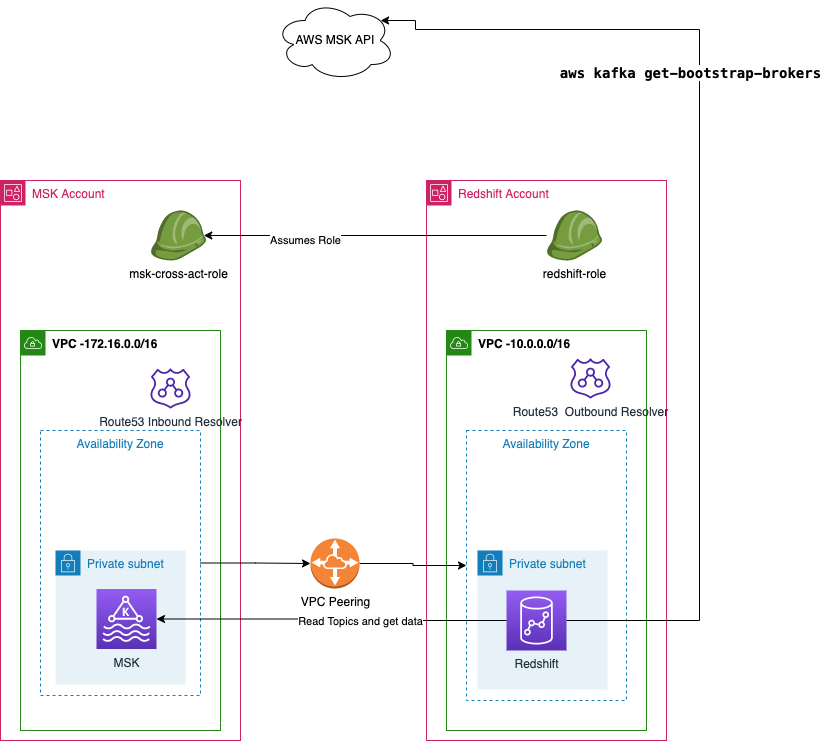 AWS MSK API
aws kafka get-bootstrap-brokers
MSK Account
Redshift Account
Assumes Role
msk-cross-act-role
redshift-role
VPC -172.16.0.0/16
VPC -10.0.0.0/16
Route53 Inbound Resolver
Route53  Outbound Resolver
Availability Zone
Availability Zone
Private subnet
Private subnet
VPC Peering
K
Read Topics and get data
MSK
Redshift